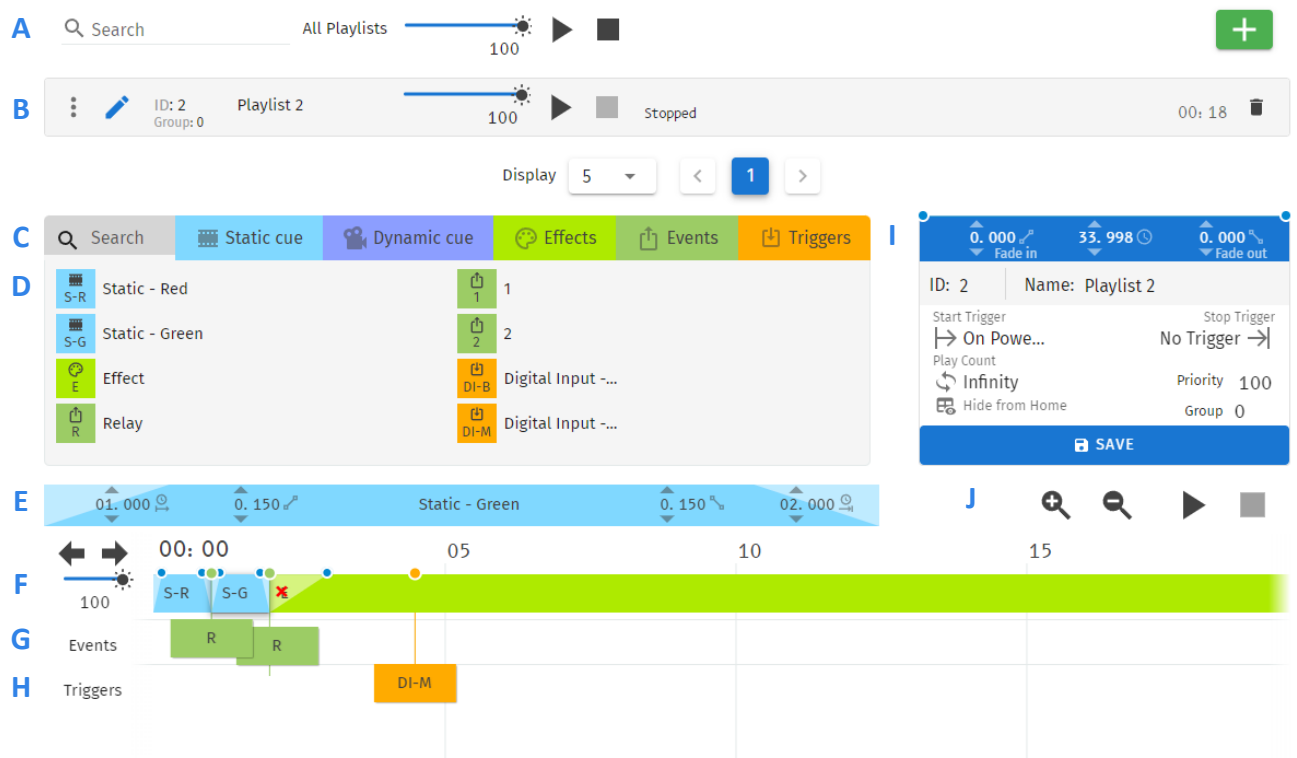 A Search All Playlists 100
B ID: 2 Group: 0 Playlist 2 100 Stopped 00: 18
Display 5 1
C Search Static cue Dynamic cue Effects Events Triggers
D S-R Static - Red 1 1
S-G Static - Green 2 2
E Effect DI-B Digital Input -...
R Relay DI-M Digital Input -...
I 0. 000 33. 998 0. 000
Fade in Fade out
ID: 2 Name: Playlist 2
Start Trigger Stop Trigger
On Powe... No Trigger
Play Count
Infinity Priority 100
Hide from Home Group 0
SAVE
E 01. 000 0. 150 Static - Green 0. 150 02. 000
J
00: 00 05 10 15
F 100 S-R S-G
G Events R R
H Triggers DI-M